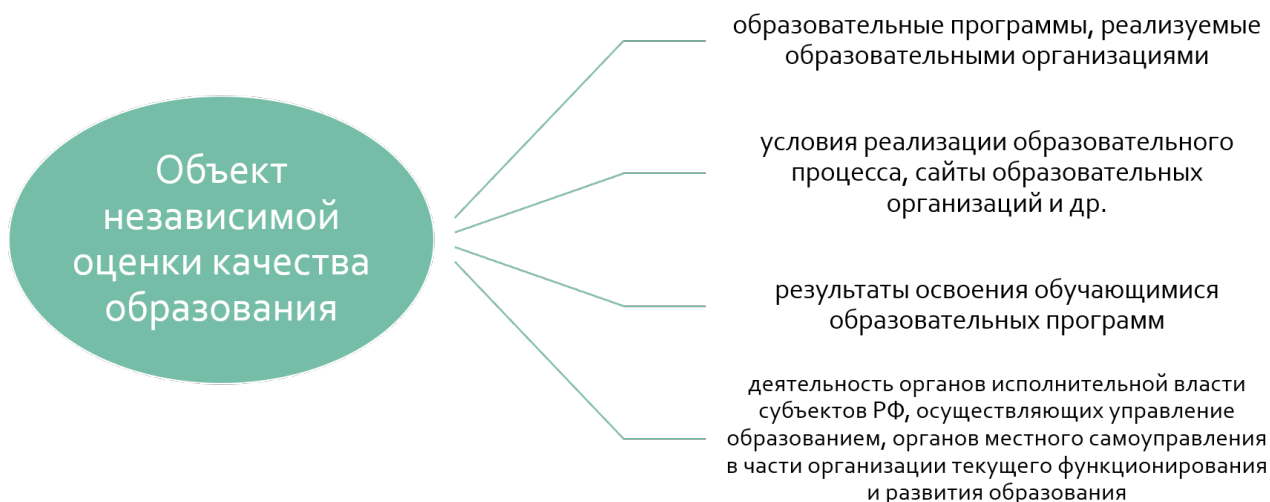 Объект
независимой
оценки качества
образования
образовательные программы, реализуемые
образовательными организациями
условия реализации образовательного
процесса, сайты образовательных
организаций и др.
результаты освоения обучающимися
образовательных программ
деятельность органов исполнительной власти
субъектов РФ, осуществляющих управление
образованием, органов местного самоуправления
в части организации текущего функционирования
и развития образования